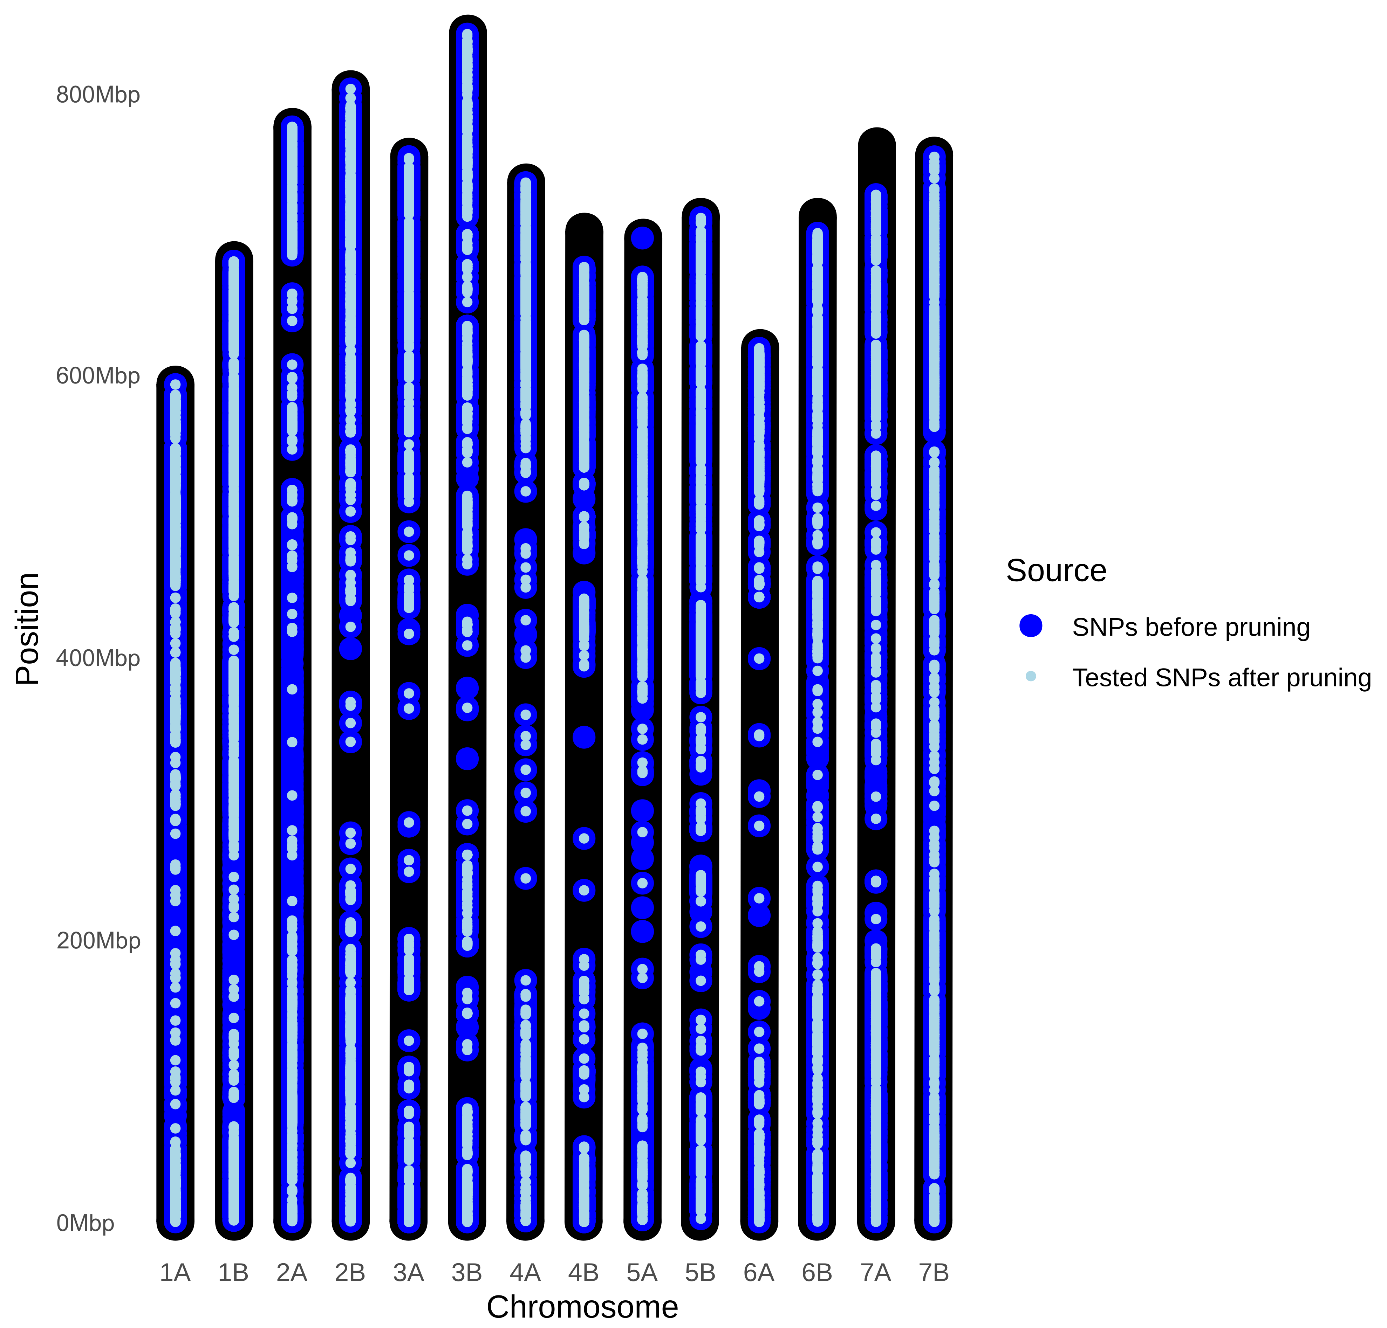 800Mbp
600Mbp
400Mbp
200Mbp
0Mbp
Position
1A 1B 2A 2B 3A 3B 4A 4B 5A 5B 6A 6B 7A 7B
Chromosome
Source
SNPs before pruning
Tested SNPs after pruning